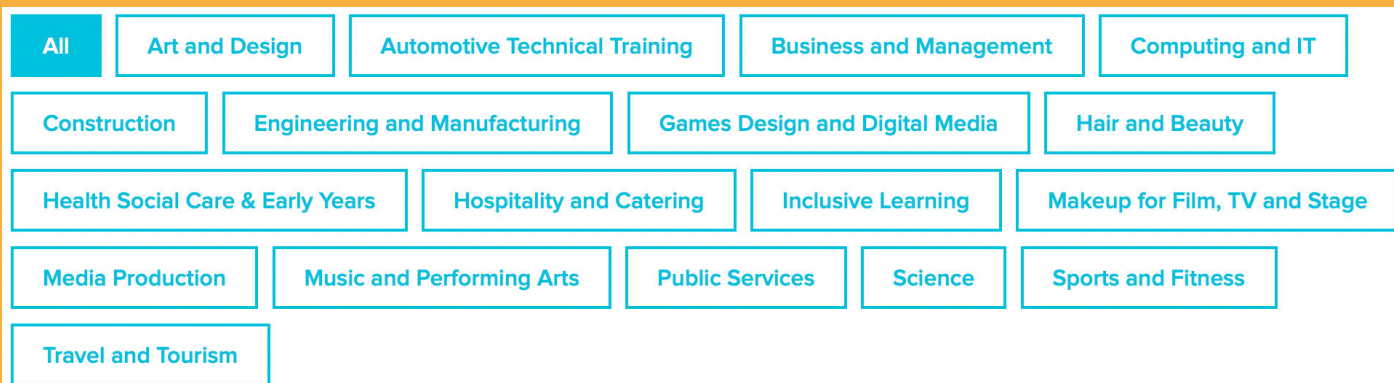 All Art and Design Automotive Technical Training Business and Management Computing and IT
Construction Engineering and Manufacturing Games Design and Digital Media Hair and Beauty
Health Social Care & Early Years Hospitality and Catering Inclusive Learning Makeup for Film, TV and Stage
Media Production Music and Performing Arts Public Services Science Sports and Fitness
Travel and Tourism